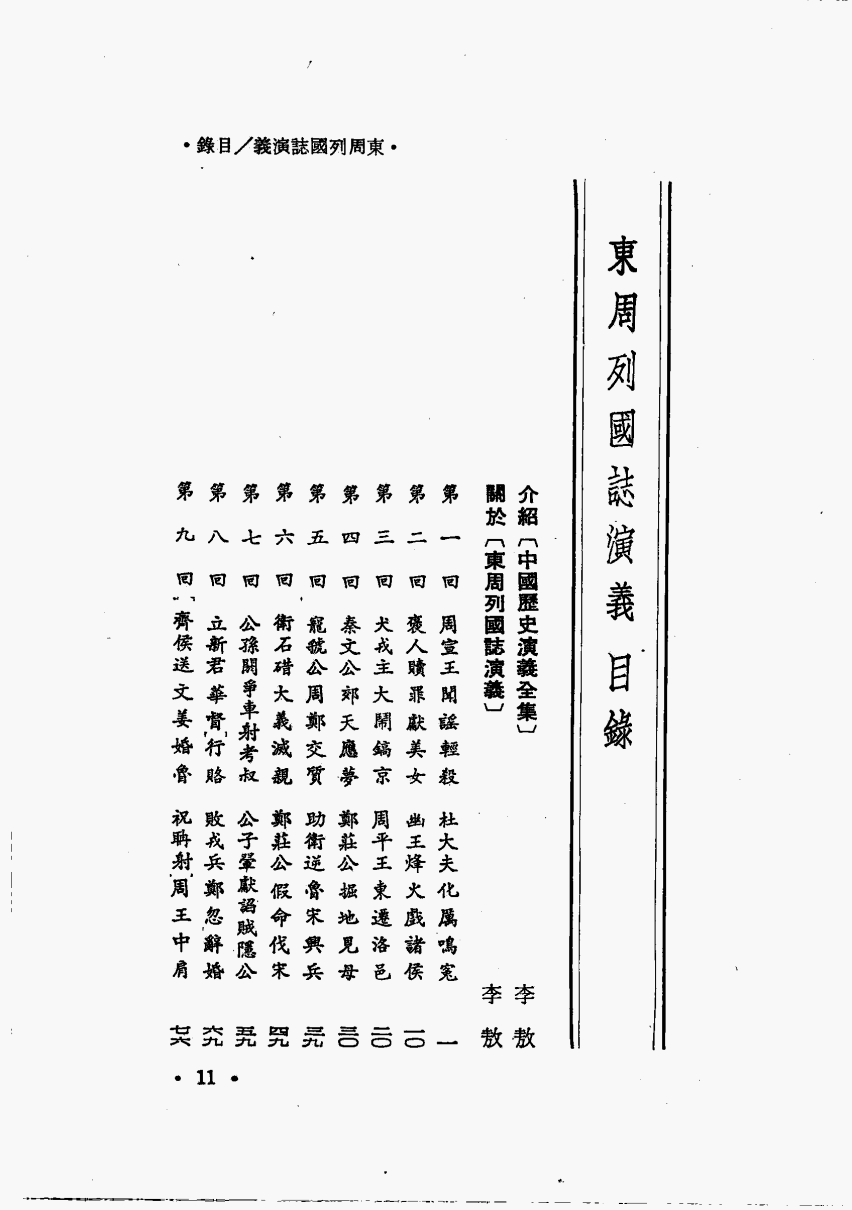 ·錄目/義演誌國列周東·
東周列國誌演義目錄
介紹〔中國歷史演義全集〕 李敖
關於〔東周列國誌演義〕 李敖
第一回 周宣王聞謠輕殺 杜大夫化厲鳴冤 一
第二回 褒人贖罪獻美女 幽王烽火戲諸侯 一〇
第三回 犬戎主大鬧鎬京 周平王東遷洛邑 二〇
第四回 秦文公郊天應夢 鄭莊公掘地見母 三〇
第五回 寵虢公周鄭交質 助衛逆魯宋興兵 三九
第六回 衛石碏大義滅親 鄭莊公假命伐宋 四九
第七回 公孫閼爭車射考叔 公子翬獻諂賊隱公 五九
第八回 立新君華督行賂 敗戎兵鄭忽辭婚 六九
第九回 齊侯送文姜婚魯 祝聃射周王中肩 七六
• 11 •